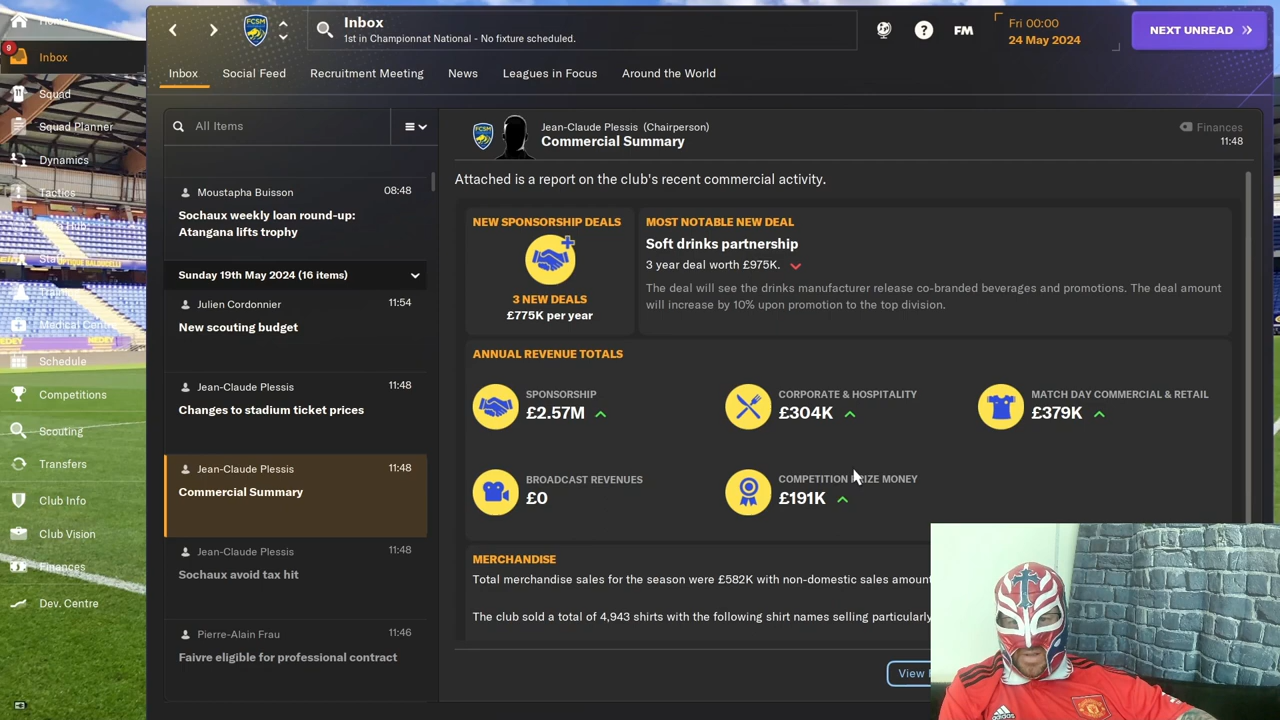 Home
9
Inbox
Squad
Squad Planner
Dynamics
Tactics
Medical Centre
Schedule
Competitions
Scouting
Transfers
Club Info
Club Vision
Finances
Dev. Centre
FCSM
Inbox
1st in Championnat National - No fixture scheduled.
?
FM
Fri 00:00
24 May 2024
NEXT UNREAD
Inbox
Social Feed
Recruitment Meeting
News
Leagues in Focus
Around the World
All Items
Moustapha Buisson
08:48
Sochaux weekly loan round-up:
Atangana lifts trophy
Sunday 19th May 2024 (16 items)
Julien Cordonnier
11:54
New scouting budget
Jean-Claude Plessis
11:48
Changes to stadium ticket prices
Jean-Claude Plessis
11:48
Commercial Summary
Jean-Claude Plessis
11:48
Sochaux avoid tax hit
Pierre-Alain Frau
11:46
Faivre eligible for professional contract
FCSM
Jean-Claude Plessis (Chairperson)
Commercial Summary
Finances
11:48
Attached is a report on the club's recent commercial activity.
NEW SPONSORSHIP DEALS
3 NEW DEALS
£775K per year
MOST NOTABLE NEW DEAL
Soft drinks partnership
3 year deal worth £975K.
The deal will see the drinks manufacturer release co-branded beverages and promotions. The deal amount
will increase by 10% upon promotion to the top division.
ANNUAL REVENUE TOTALS
SPONSORSHIP
£2.57M
CORPORATE & HOSPITALITY
£304K
MATCH DAY COMMERCIAL & RETAIL
£379K
BROADCAST REVENUES
£0
COMPETITION PRIZE MONEY
£191K
MERCHANDISE
Total merchandise sales for the season were £582K with non-domestic sales amoun
The club sold a total of 4,943 shirts with the following shirt names selling particularly
View
adidas